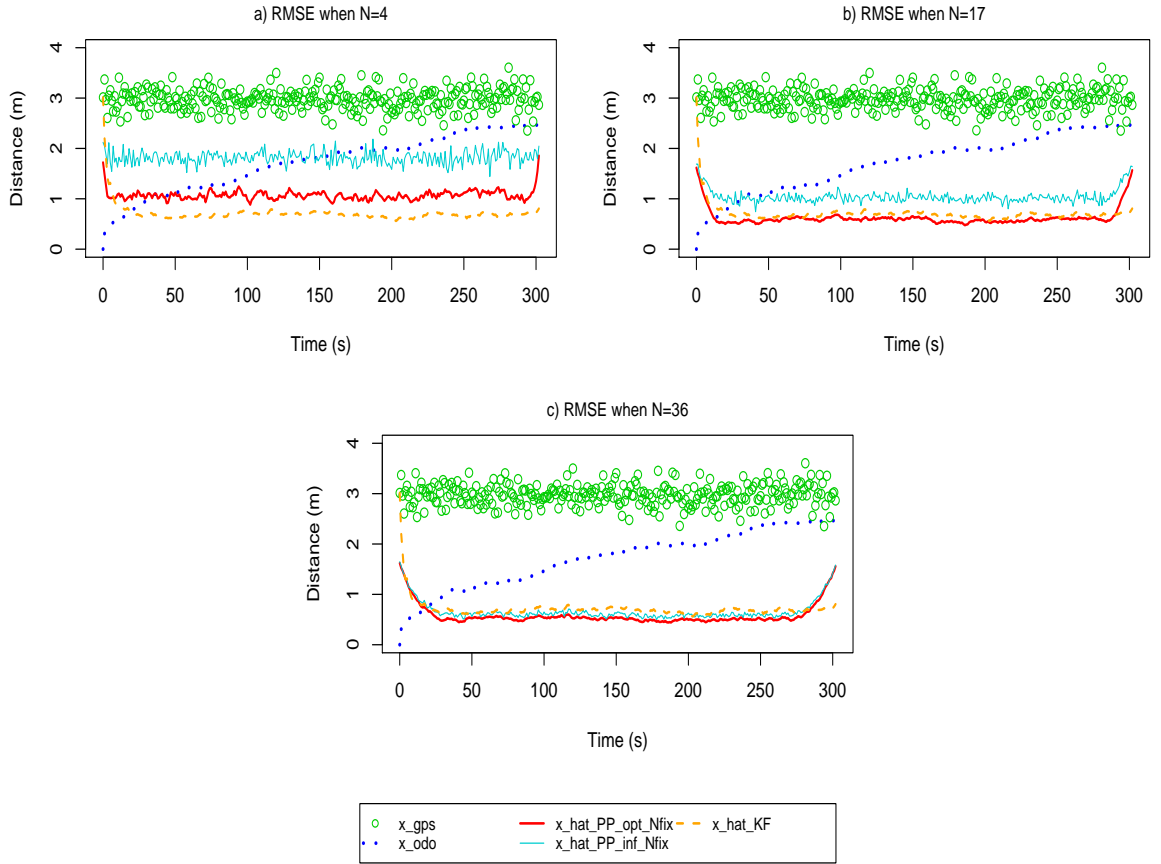 a) RMSE when N=4
Distance (m)
0 1 2 3 4
0 50 100 150 200 250 300
Time (s)
b) RMSE when N=17
Distance (m)
0 1 2 3 4
0 50 100 150 200 250 300
Time (s)
c) RMSE when N=36
Distance (m)
0 1 2 3 4
0 50 100 150 200 250 300
Time (s)
x_gps x_hat_PP_opt_Nfix x_hat_KF
x_odo x_hat_PP_inf_Nfix